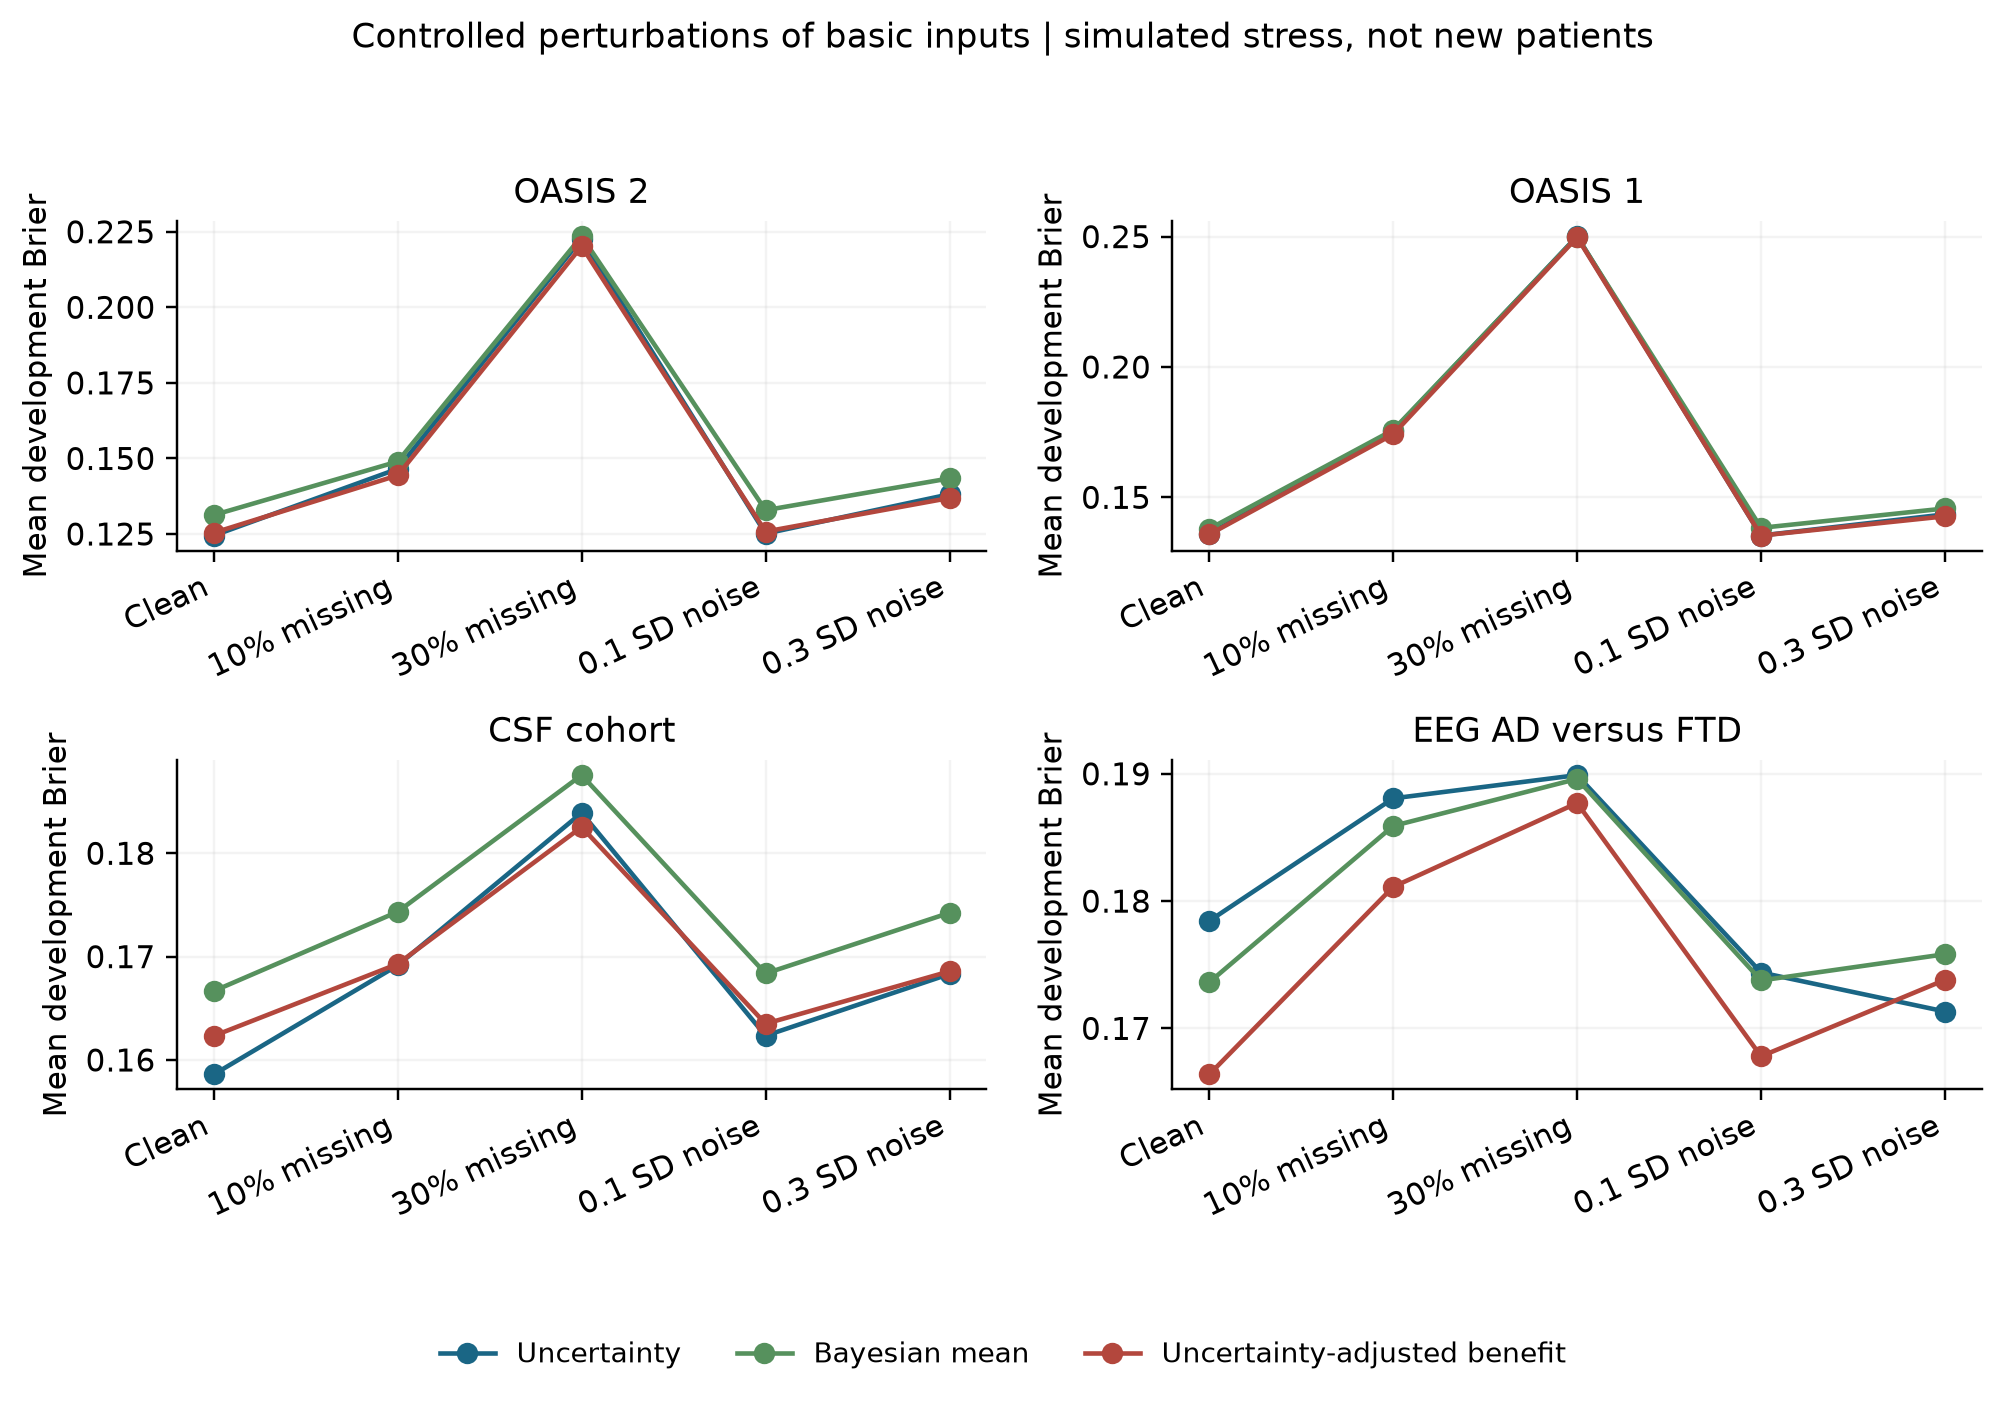 Controlled perturbations of basic inputs | simulated stress, not new patients
OASIS 2
Mean development Brier
0.225
0.200
0.175
0.150
0.125
Clean
10% missing
30% missing
0.1 SD noise
0.3 SD noise
OASIS 1
Mean development Brier
0.25
0.20
0.15
Clean
10% missing
30% missing
0.1 SD noise
0.3 SD noise
CSF cohort
Mean development Brier
0.18
0.17
0.16
Clean
10% missing
30% missing
0.1 SD noise
0.3 SD noise
EEG AD versus FTD
Mean development Brier
0.19
0.18
0.17
Clean
10% missing
30% missing
0.1 SD noise
0.3 SD noise
Uncertainty
Bayesian mean
Uncertainty-adjusted benefit